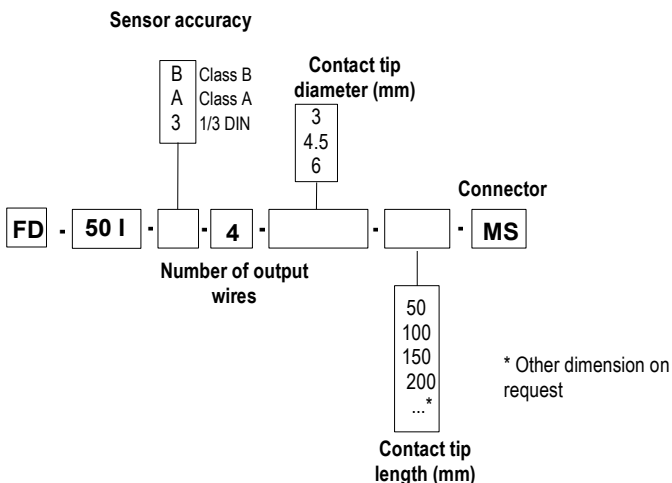 Sensor accuracy
B Class B
A Class A
3 1/3 DIN
Contact tip
diameter (mm)
3
4.5
6
Connector
FD - 50 I - - 4 - - - MS
Number of output
wires
50
100
150
200
...*
* Other dimension on
request
Contact tip
length (mm)